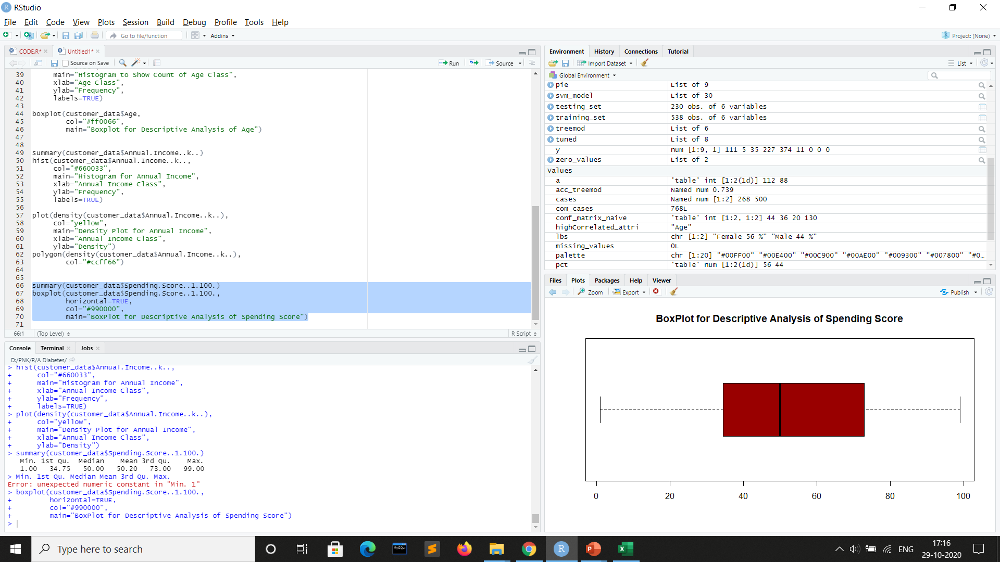 RStudio
File Edit Code View Plots Session Build Debug Profile Tools Help
Go to file/function Addins
Project: (None)
CODE.R* Untitled1*
Source on Save Run Source
39 main="Histogram to Show Count of Age Class",
40 xlab="Age Class",
41 ylab="Frequency",
42 labels=TRUE)
43
44 boxplot(customer_data$Age,
45 col="#ff0066",
46 main="Boxplot for Descriptive Analysis of Age")
47
48
49 summary(customer_data$Annual.Income..k..)
50 hist(customer_data$Annual.Income..k..,
51 col="#660033",
52 main="Histogram for Annual Income",
53 xlab="Annual Income Class",
54 ylab="Frequency",
55 labels=TRUE)
56
57 plot(density(customer_data$Annual.Income..k..),
58 col="yellow",
59 main="Density Plot for Annual Income",
60 xlab="Annual Income Class",
61 ylab="Density")
62 polygon(density(customer_data$Annual.Income..k..),
63 col="#ccff66")
64
65
66 summary(customer_data$Spending.Score..1.100.)
67 boxplot(customer_data$Spending.Score..1.100.,
68 horizontal=TRUE,
69 col="#990000",
70 main="BoxPlot for Descriptive Analysis of Spending Score")
71
66:1 (Top Level) R Script
Console Terminal Jobs
D:/PNK/R/A Diabetes/
> hist(customer_data$Annual.Income..k..,
+ col="#660033",
+ main="Histogram for Annual Income",
+ xlab="Annual Income Class",
+ ylab="Frequency",
+ labels=TRUE)
> plot(density(customer_data$Annual.Income..k..),
+ col="yellow",
+ main="Density Plot for Annual Income",
+ xlab="Annual Income Class",
+ ylab="Density")
> summary(customer_data$Spending.Score..1.100.)
Min. 1st Qu. Median Mean 3rd Qu. Max.
1.00 34.75 50.00 50.20 73.00 99.00
> Min. 1st Qu. Median Mean 3rd Qu. Max.
Error: unexpected numeric constant in "Min. 1"
> boxplot(customer_data$Spending.Score..1.100.,
+ horizontal=TRUE,
+ col="#990000",
+ main="BoxPlot for Descriptive Analysis of Spending Score")
>
Environment History Connections Tutorial
Import Dataset List
Global Environment
pie List of 9
svm_model List of 30
testing_set 230 obs. of 6 variables
training_set 538 obs. of 6 variables
treemod List of 6
tuned List of 8
y num [1:9, 1] 111 5 35 227 374 11 0 0 0
zero_values List of 2
Values
a 'table' int [1:2(1d)] 112 88
acc_treemod Named num 0.739
cases Named num [1:2] 268 500
com_cases 768L
conf_matrix_naive 'table' int [1:2, 1:2] 44 36 20 130
highCorrelated_attri "Age"
lbs chr [1:2] "Female 56 %" "Male 44 %"
missing_values 0L
palette chr [1:20] "#00FF00" "#00E400" "#00C900" "#00AE00" "#009300" "#007800" "#0…
pct 'table' num [1:2(1d)] 56 44
Files Plots Packages Help Viewer
Zoom Export Publish
BoxPlot for Descriptive Analysis of Spending Score
0 20 40 60 80 100
Type here to search
MySQL
ENG
17:16
29-10-2020